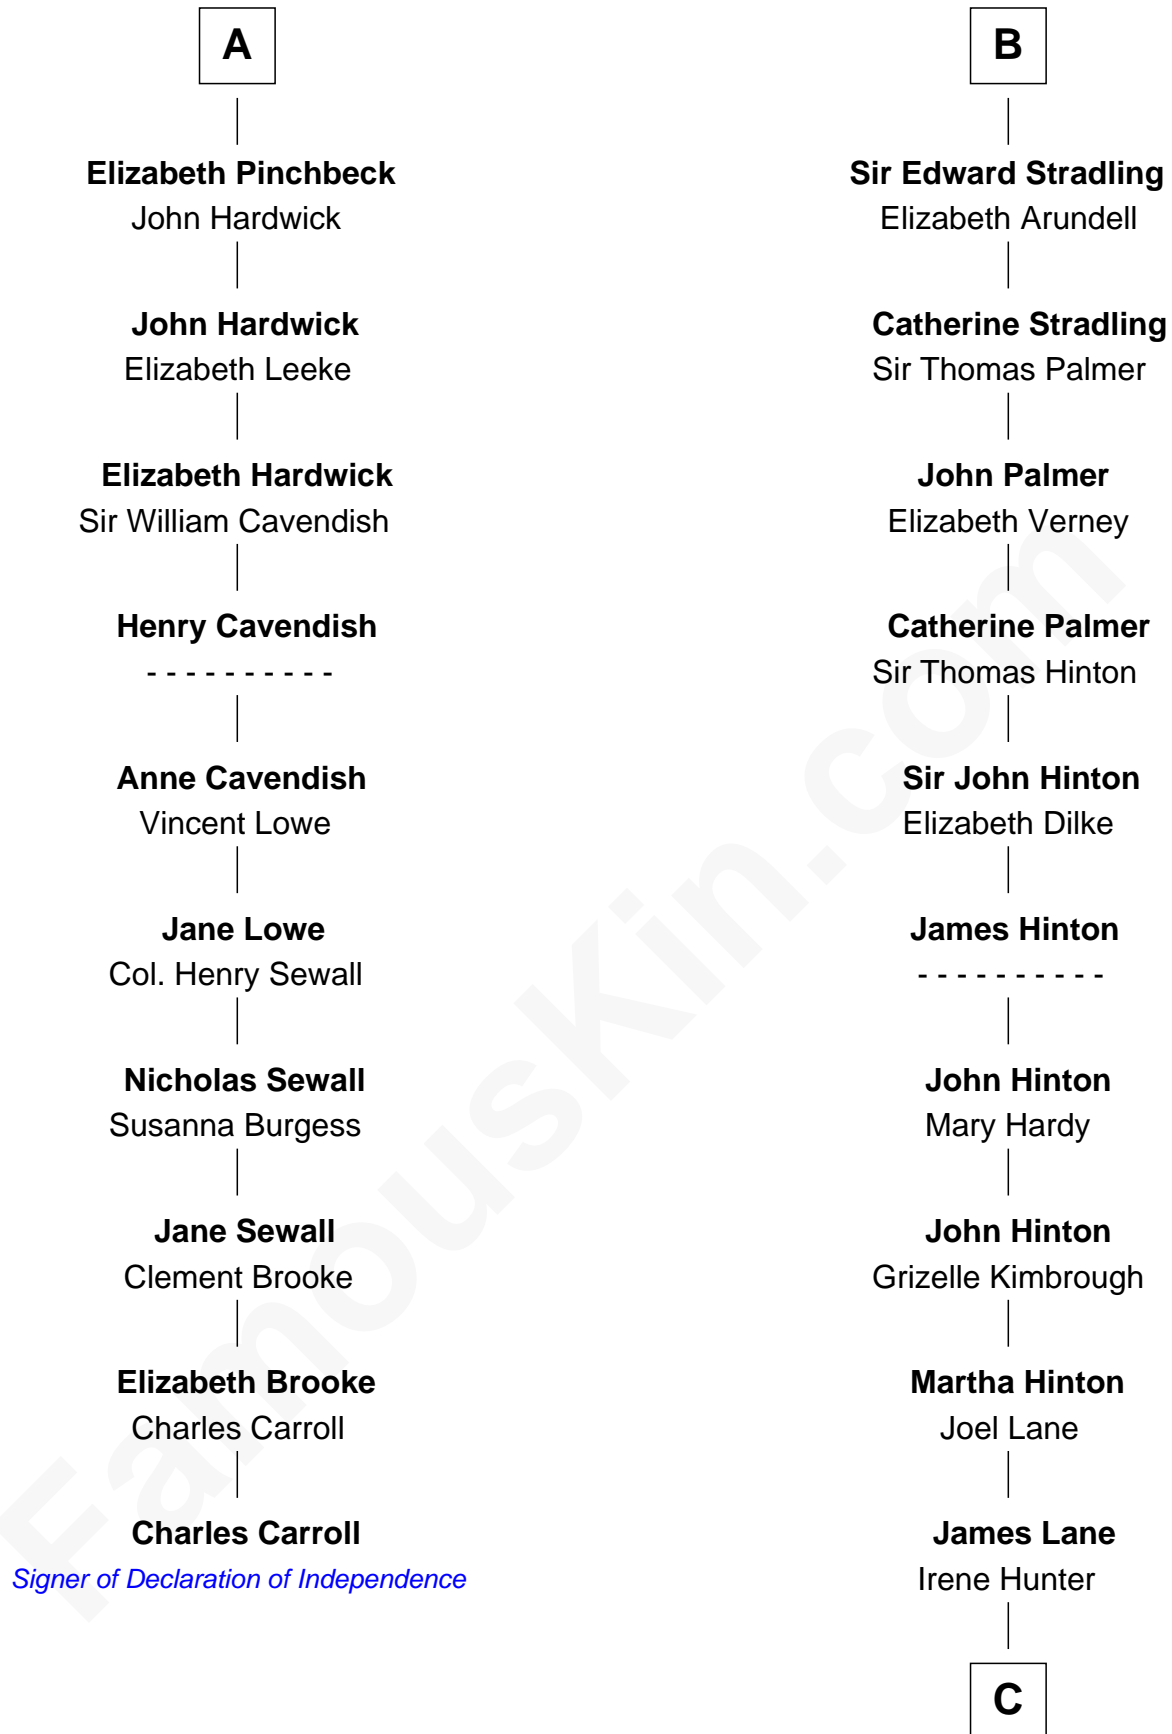 A
Elizabeth Pinchbeck
John Hardwick
John Hardwick
Elizabeth Leeke
Elizabeth Hardwick
Sir William Cavendish
Henry Cavendish
- - - - - - - - - -
Anne Cavendish
Vincent Lowe
Jane Lowe
Col. Henry Sewall
Nicholas Sewall
Susanna Burgess
Jane Sewall
Clement Brooke
Elizabeth Brooke
Charles Carroll
Charles Carroll
Signer of Declaration of Independence
B
Sir Edward Stradling
Elizabeth Arundell
Catherine Stradling
Sir Thomas Palmer
John Palmer
Elizabeth Verney
Catherine Palmer
Sir Thomas Hinton
Sir John Hinton
Elizabeth Dilke
James Hinton
- - - - - - - - - -
John Hinton
Mary Hardy
John Hinton
Grizelle Kimbrough
Martha Hinton
Joel Lane
James Lane
Irene Hunter
C
FamousKin.com